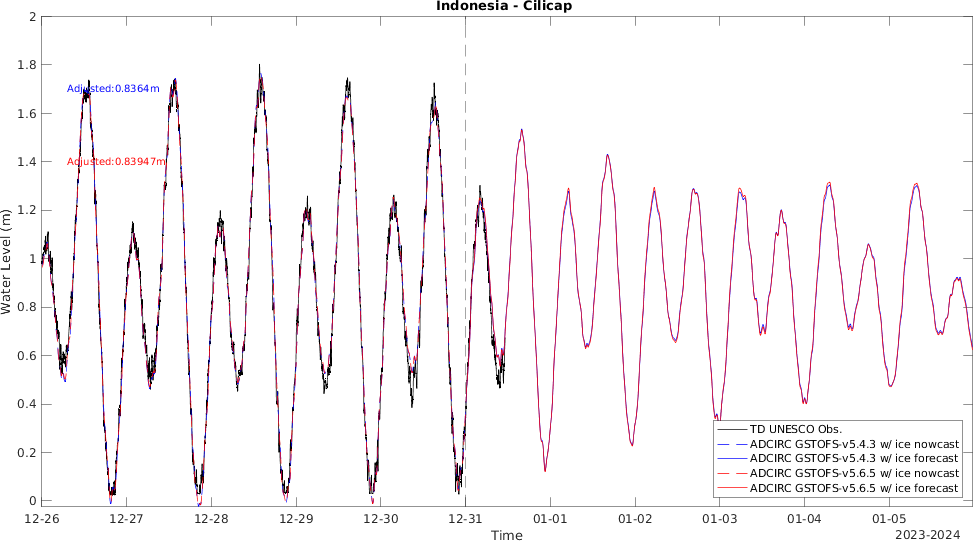 Indonesia - Cilicap
2
1.8
1.6
1.4
1.2
1
0.8
0.6
0.4
0.2
0
Water Level (m)
Adjusted:0.8364m
Adjusted:0.83947m
TD UNESCO Obs.
ADCIRC GSTOFS-v5.4.3 w/ ice nowcast
ADCIRC GSTOFS-v5.4.3 w/ ice forecast
ADCIRC GSTOFS-v5.6.5 w/ ice nowcast
ADCIRC GSTOFS-v5.6.5 w/ ice forecast
12-26 12-27 12-28 12-29 12-30 12-31 01-01 01-02 01-03 01-04 01-05
Time
2023-2024